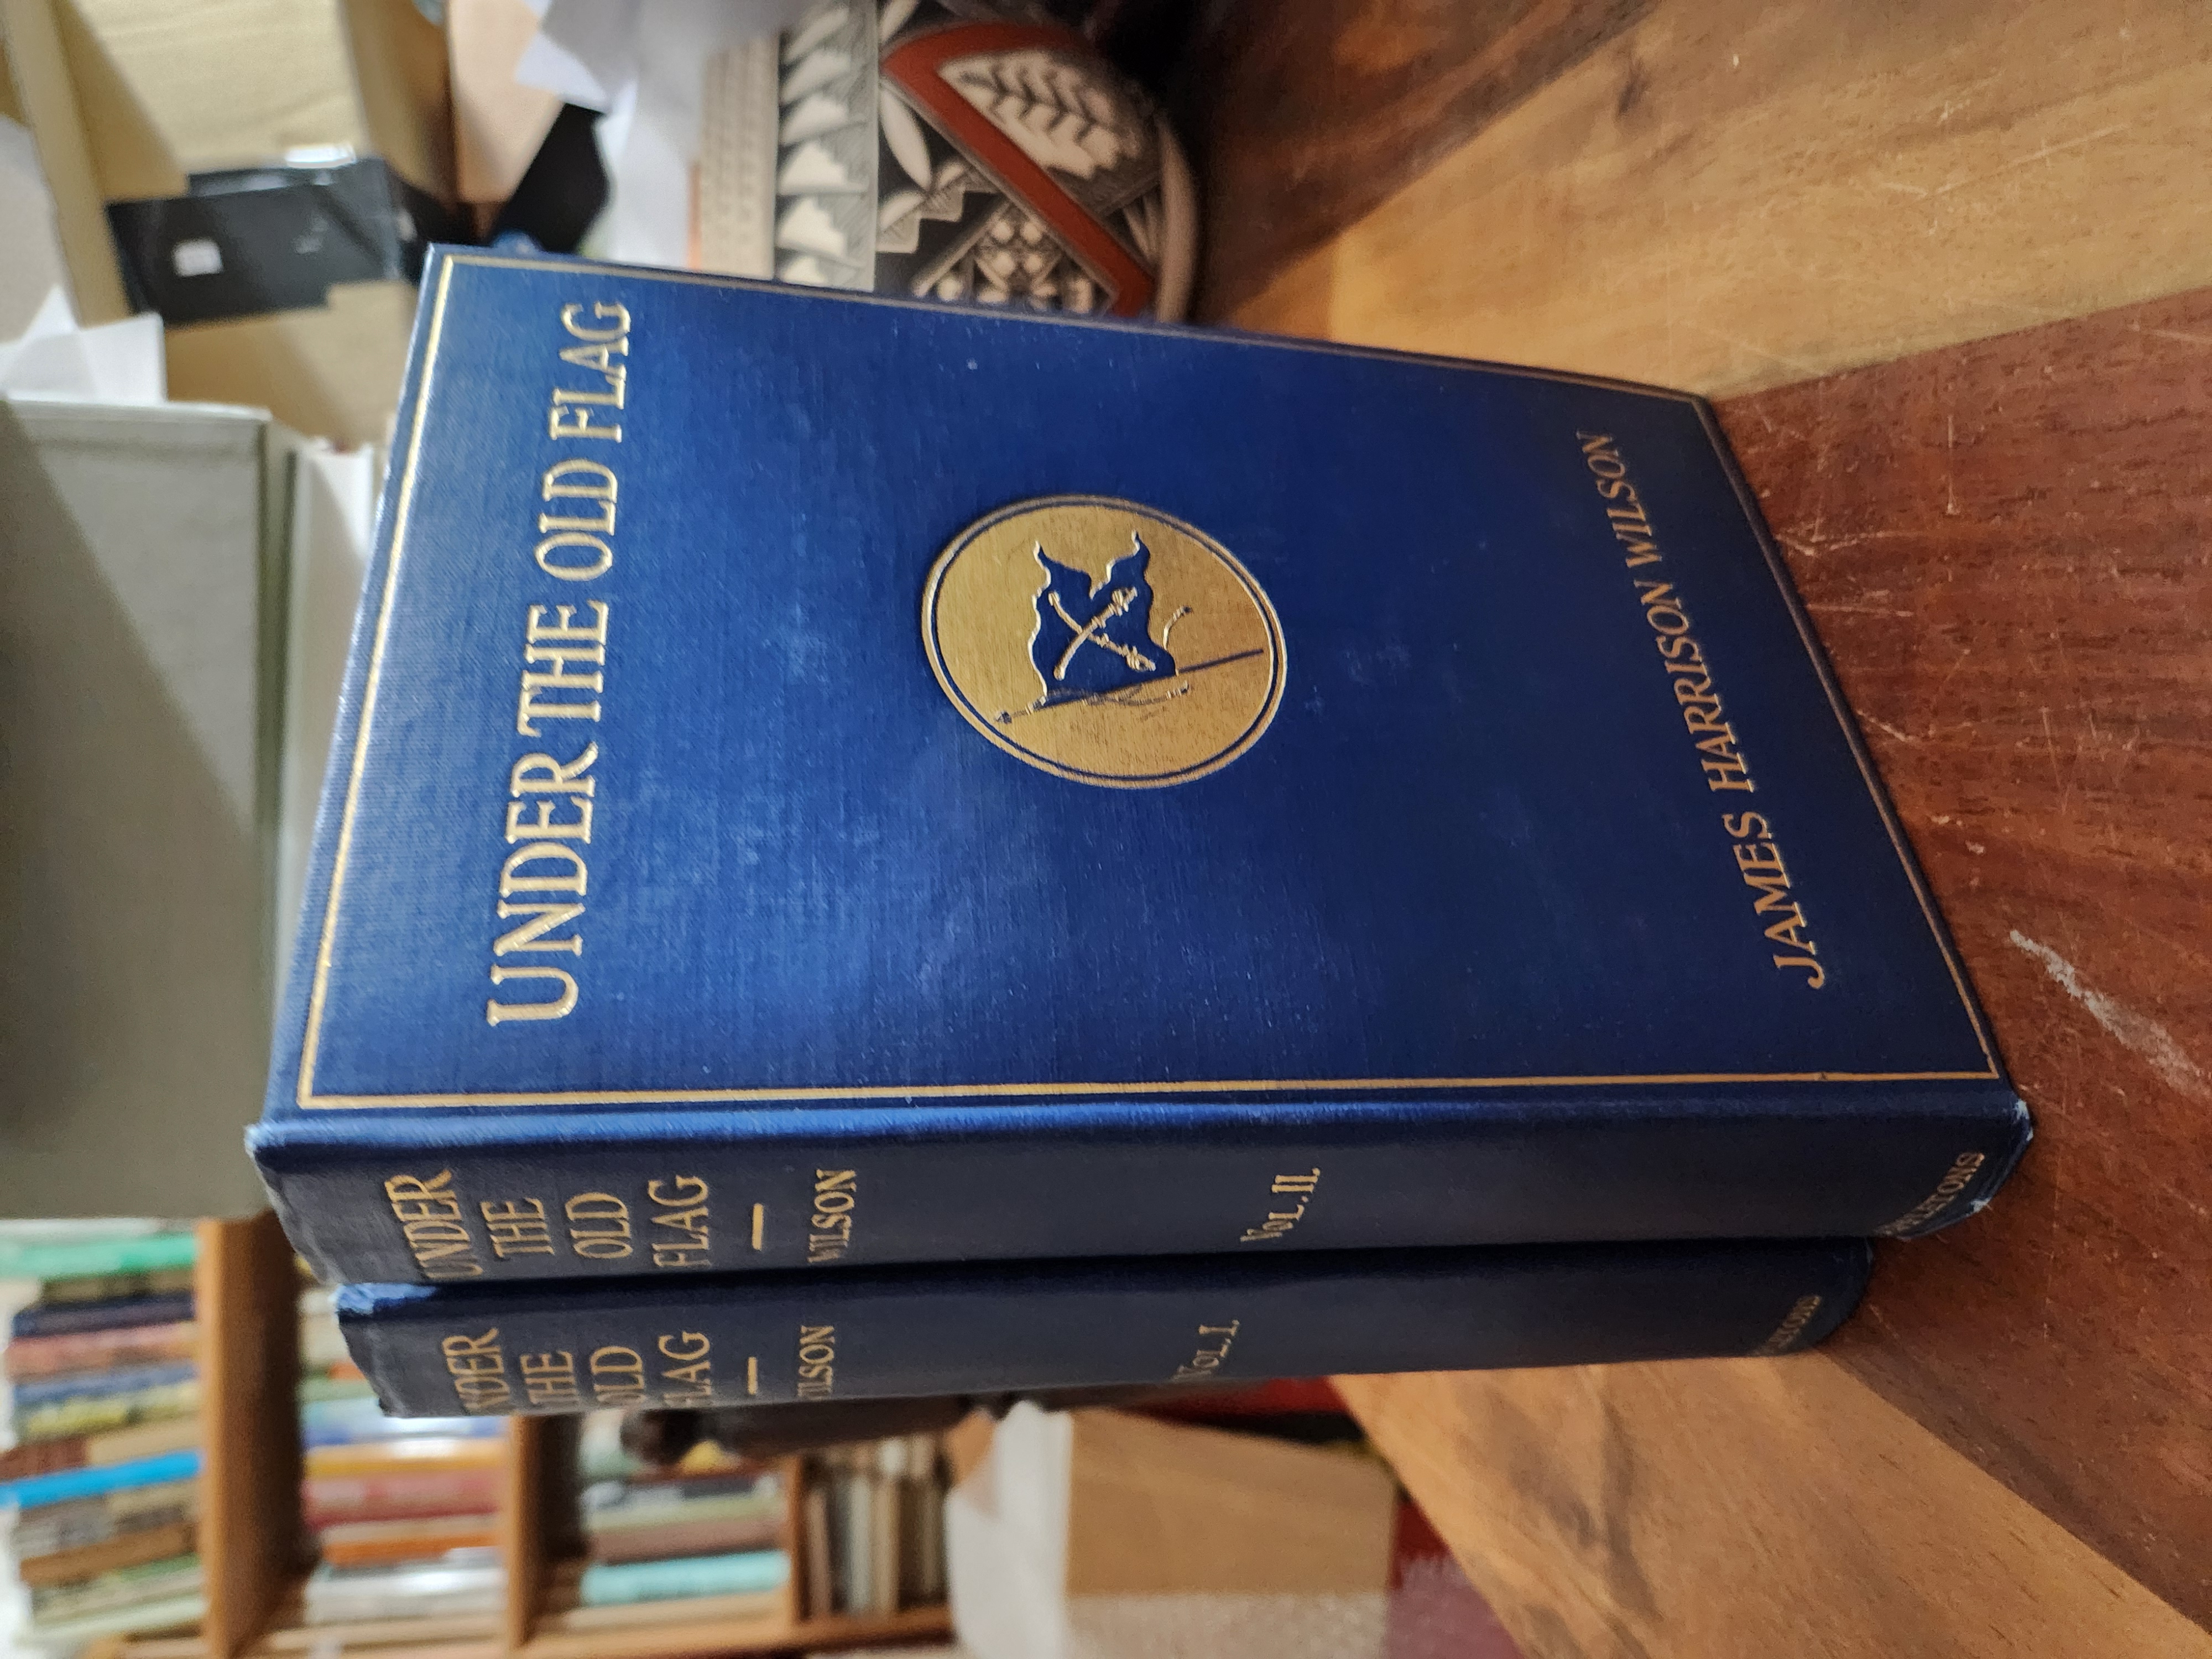 UNDER THE OLD FLAG
JAMES HARRISON WILSON
UNDER
THE
OLD
FLAG
WILSON
VOL. II.
APPLETONS
UNDER
THE
OLD
FLAG
WILSON
VOL. I.